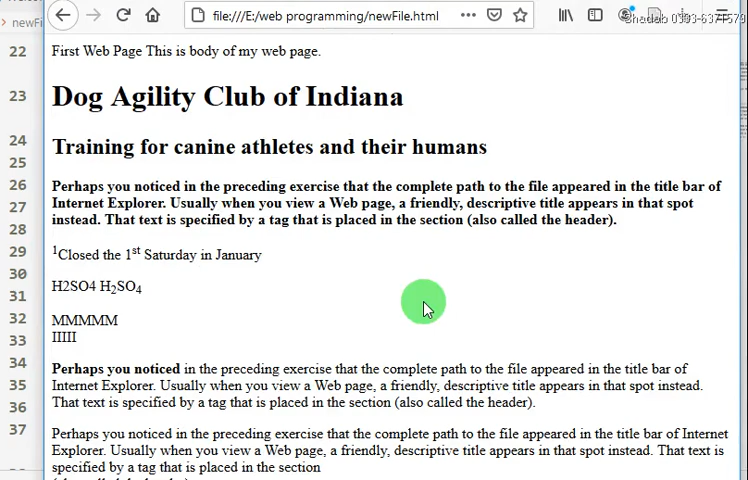 file:///E:/web programming/newFile.html
Shadab 0303-6371579
newFi
22
23
24
25
26
27
28
29
30
31
32
33
34
35
36
37
First Web Page This is body of my web page.
Dog Agility Club of Indiana
Training for canine athletes and their humans
Perhaps you noticed in the preceding exercise that the complete path to the file appeared in the title bar of
Internet Explorer. Usually when you view a Web page, a friendly, descriptive title appears in that spot
instead. That text is specified by a tag that is placed in the section (also called the header).
1Closed the 1st Saturday in January
H2SO4 H2SO4
MMMMM
IIIII
Perhaps you noticed in the preceding exercise that the complete path to the file appeared in the title bar of
Internet Explorer. Usually when you view a Web page, a friendly, descriptive title appears in that spot instead.
That text is specified by a tag that is placed in the section (also called the header).
Perhaps you noticed in the preceding exercise that the complete path to the file appeared in the title bar of Internet
Explorer. Usually when you view a Web page, a friendly, descriptive title appears in that spot instead. That text is
specified by a tag that is placed in the section